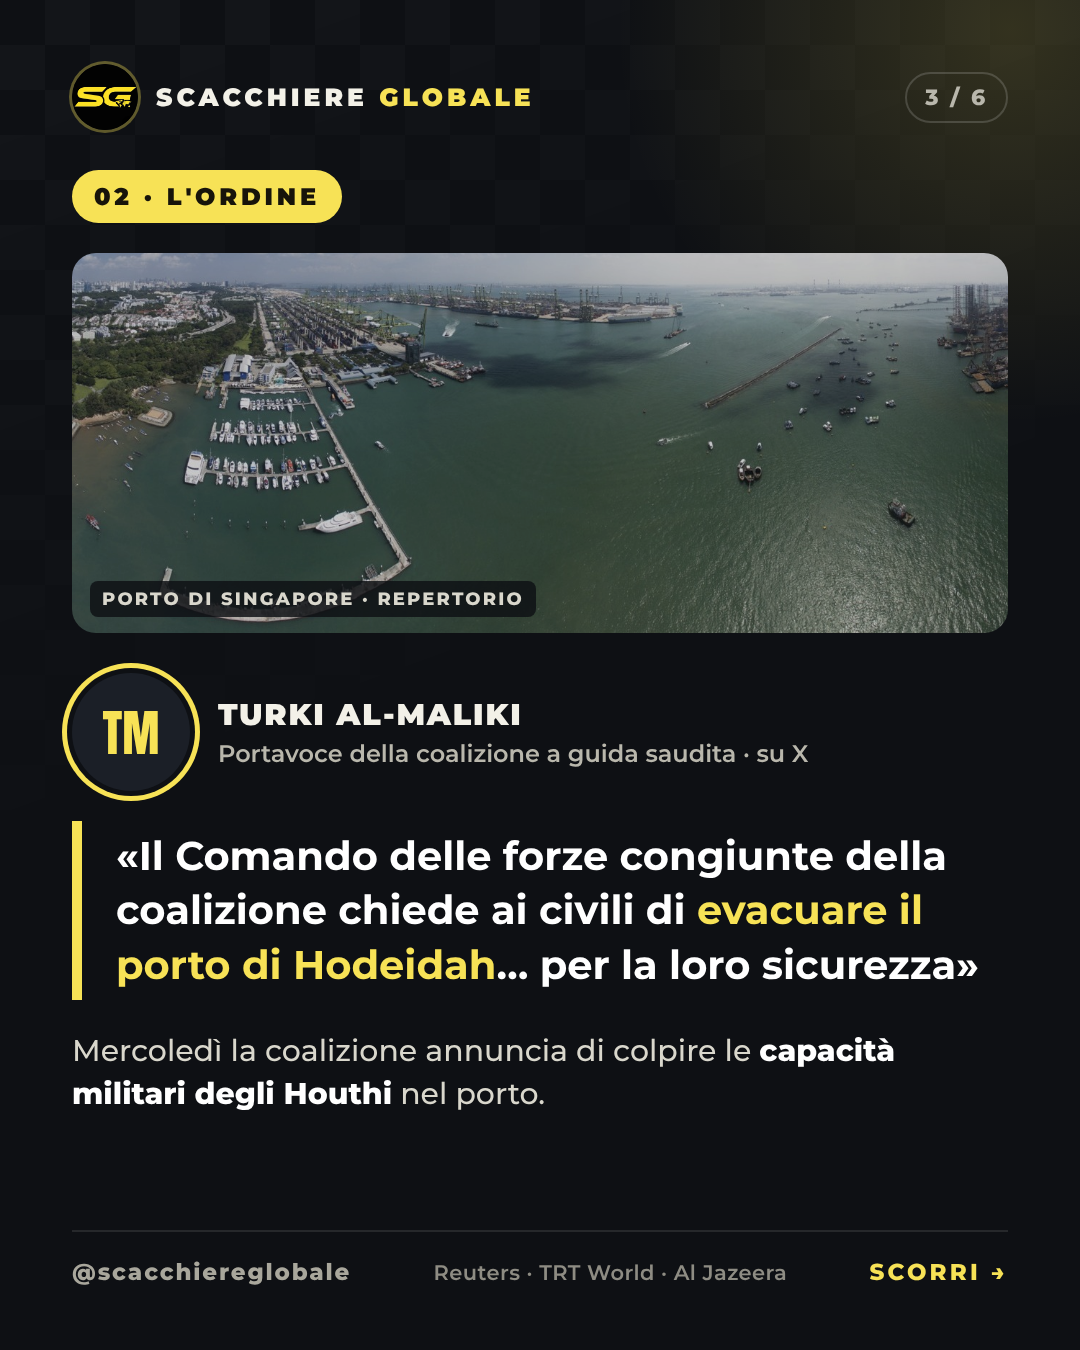 SG
SCACCHIERE GLOBALE
3 / 6
02 · L'ORDINE
PORTO DI SINGAPORE · REPERTORIO
TM
TURKI AL-MALIKI
Portavoce della coalizione a guida saudita · su X
«Il Comando delle forze congiunte della
coalizione chiede ai civili di evacuare il
porto di Hodeidah... per la loro sicurezza»
Mercoledì la coalizione annuncia di colpire le capacità
militari degli Houthi nel porto.
@scacchiereglobale
Reuters · TRT World · Al Jazeera
SCORRI →